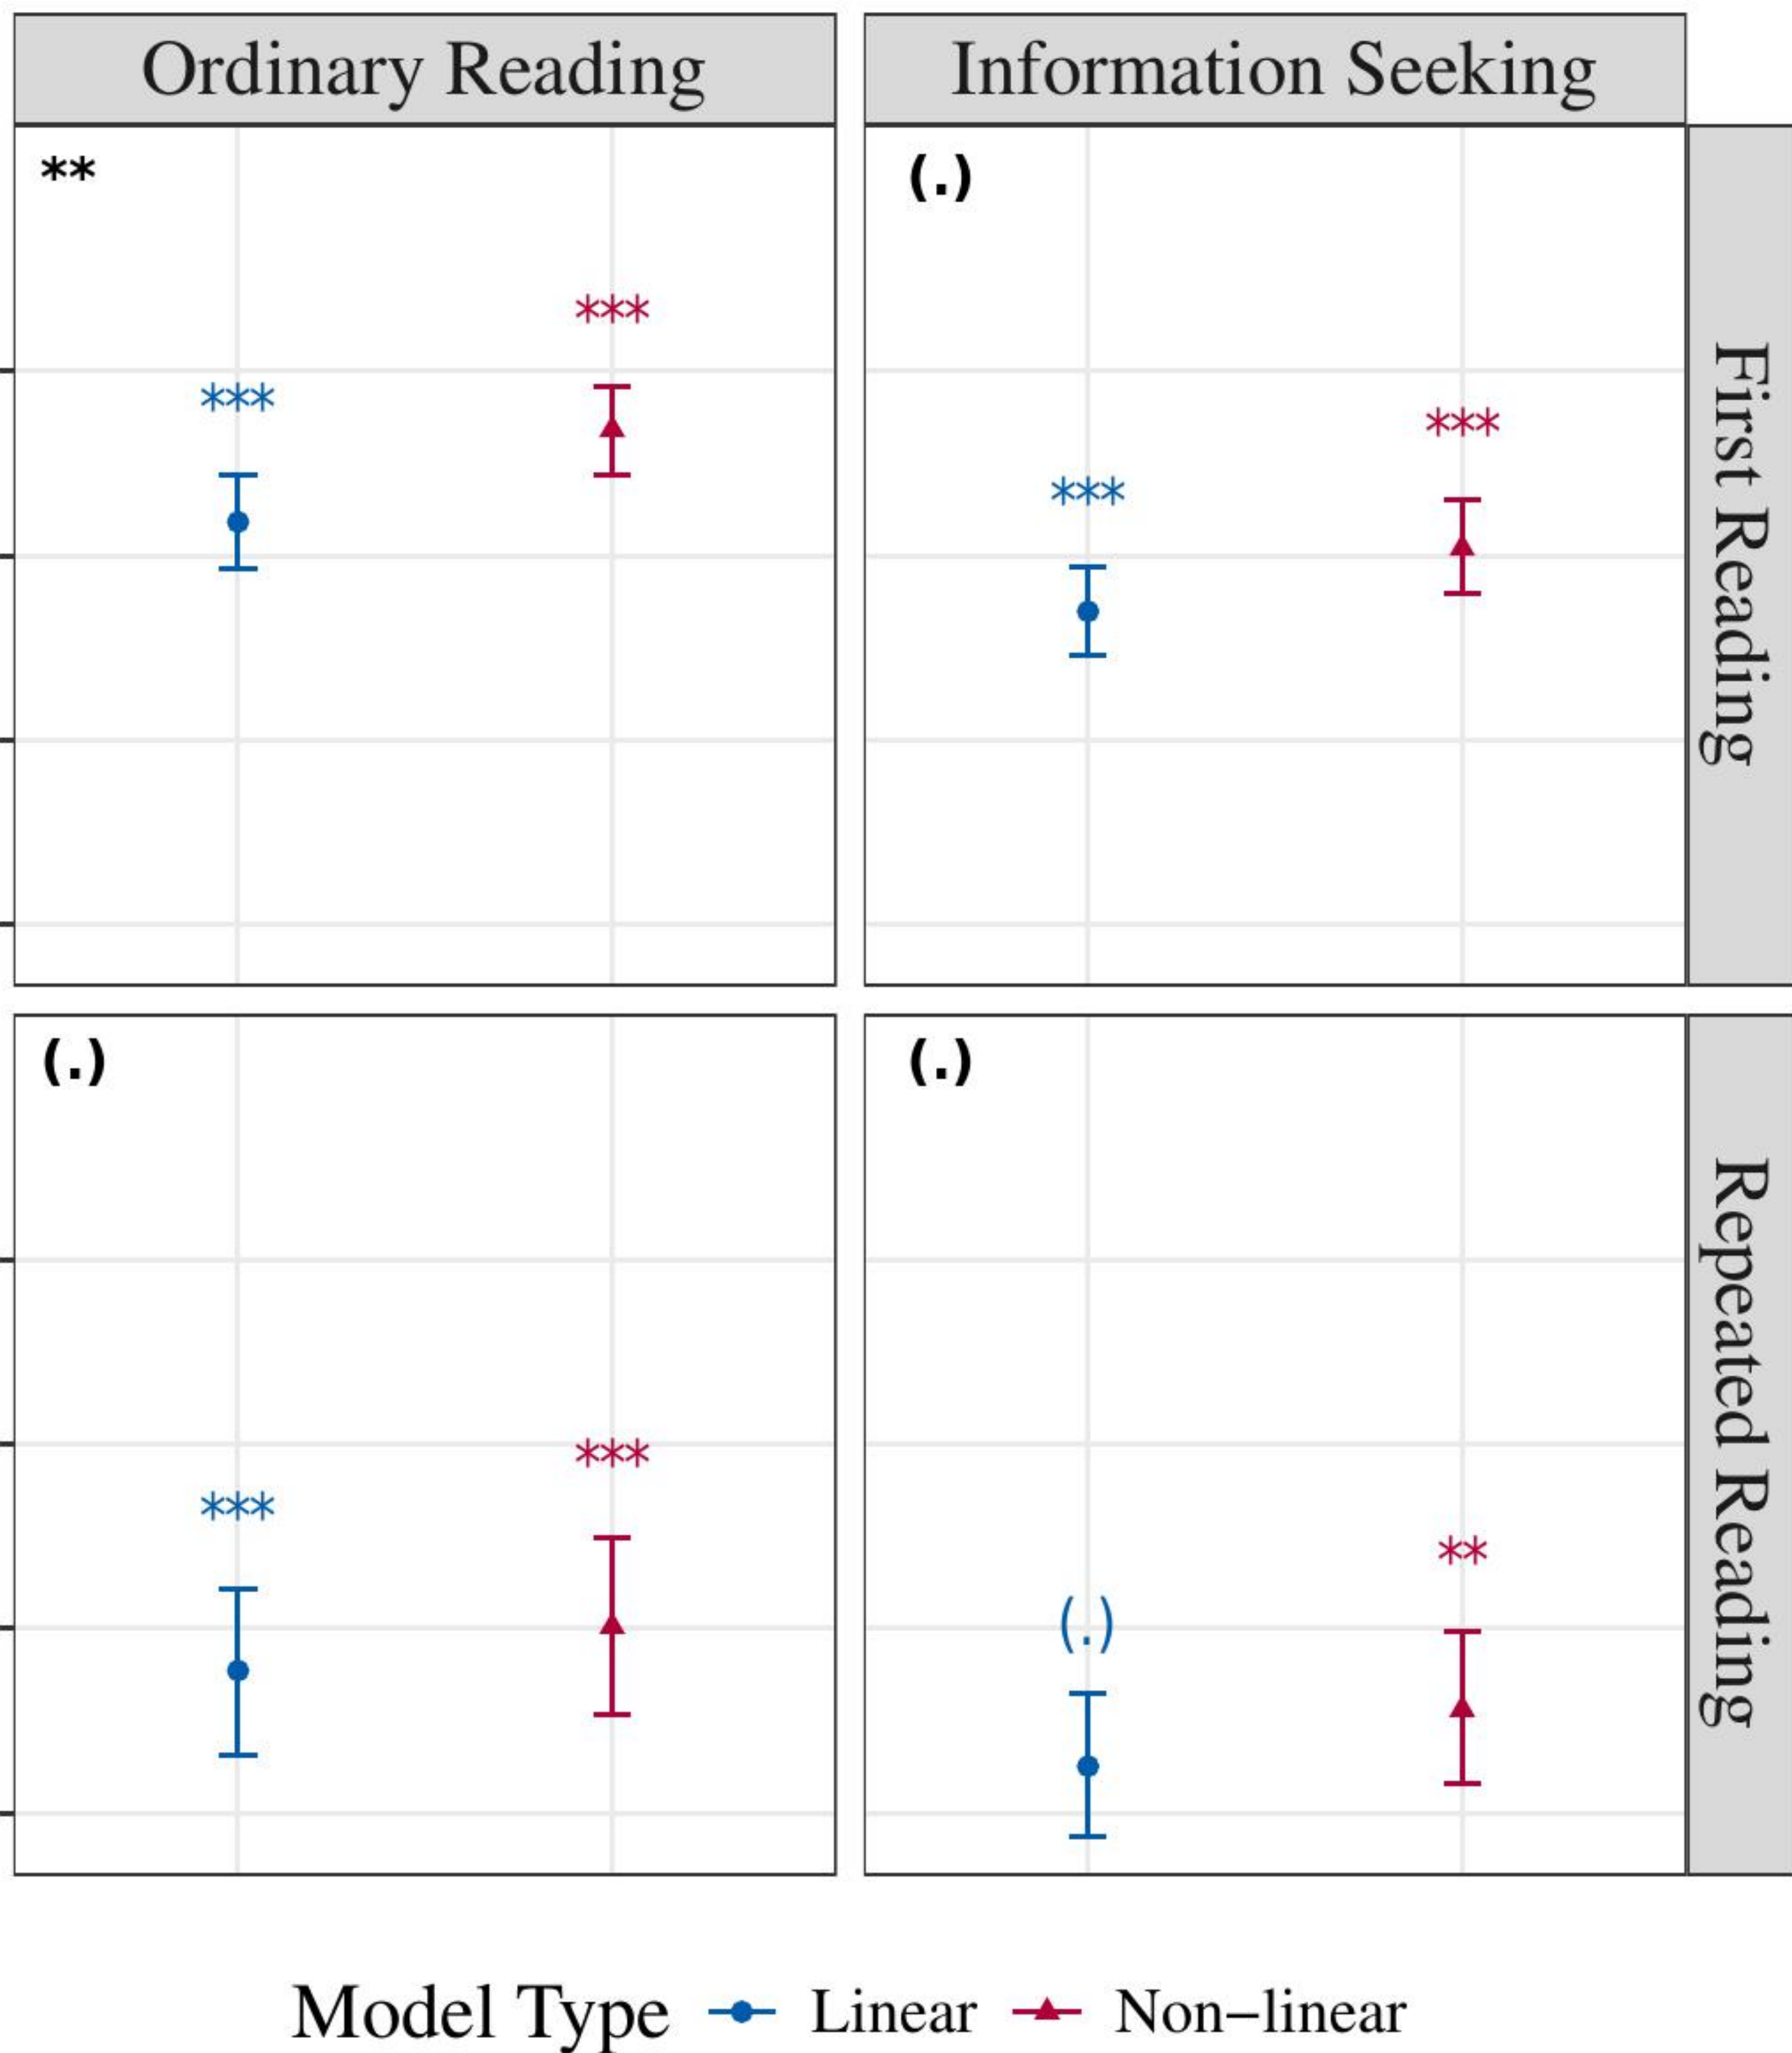 Ordinary Reading
Information Seeking
**
***
***
(.)
***
***
First Reading
(.)
***
***
(.)
(.)
**
Repeated Reading
Model Type Linear Non−linear